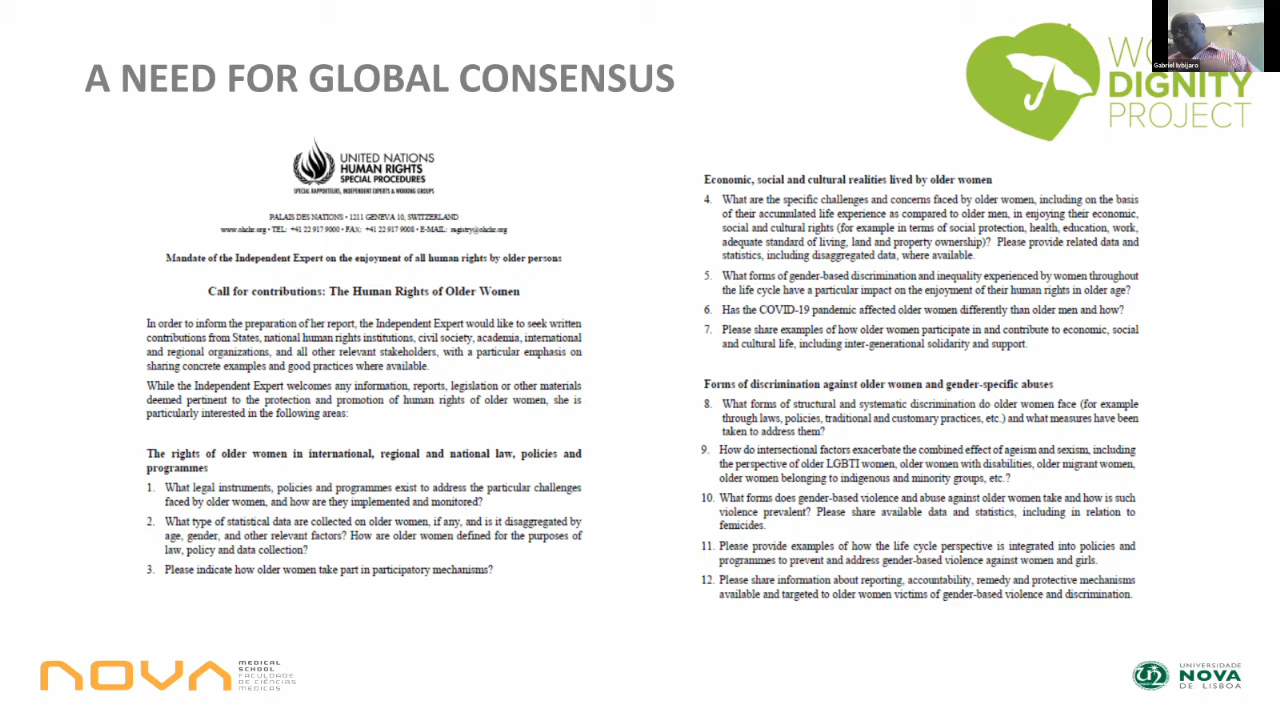 A NEED FOR GLOBAL CONSENSUS
DIGNITY
PROJECT
UNITED NATIONS
HUMAN RIGHTS
SPECIAL PROCEDURES
SPECIAL RAPPORTEURS, INDEPENDENT EXPERTS & WORKING GROUPS
PALAIS DES NATIONS • 1211 GENEVA 10, SWITZERLAND
www.ohchr.org • TEL: +41 22 917 9000 • FAX: +41 22 917 9008 • E-MAIL: registry@ohchr.org
Mandate of the Independent Expert on the enjoyment of all human rights by older persons
Call for contributions: The Human Rights of Older Women
In order to inform the preparation of her report, the Independent Expert would like to seek written
contributions from States, national human rights institutions, civil society, academia, international
and regional organizations, and all other relevant stakeholders, with a particular emphasis on
sharing concrete examples and good practices where available.
While the Independent Expert welcomes any information, reports, legislation or other materials
deemed pertinent to the protection and promotion of human rights of older women, she is
particularly interested in the following areas:
The rights of older women in international, regional and national law, policies and
programmes
1. What legal instruments, policies and programmes exist to address the particular challenges
faced by older women, and how are they implemented and monitored?
2. What type of statistical data are collected on older women, if any, and is it disaggregated by
age, gender, and other relevant factors? How are older women defined for the purposes of
law, policy and data collection?
3. Please indicate how older women take part in participatory mechanisms?
Economic, social and cultural realities lived by older women
4. What are the specific challenges and concerns faced by older women, including on the basis
of their accumulated life experience as compared to older men, in enjoying their economic,
social and cultural rights (for example in terms of social protection, health, education, work,
adequate standard of living, land and property ownership)? Please provide related data and
statistics, including disaggregated data, where available.
5. What forms of gender-based discrimination and inequality experienced by women throughout
the life cycle have a particular impact on the enjoyment of their human rights in older age?
6. Has the COVID-19 pandemic affected older women differently than older men and how?
7. Please share examples of how older women participate in and contribute to economic, social
and cultural life, including inter-generational solidarity and support.
Forms of discrimination against older women and gender-specific abuses
8. What forms of structural and systematic discrimination do older women face (for example
through laws, policies, traditional and customary practices, etc.) and what measures have been
taken to address them?
9. How do intersectional factors exacerbate the combined effect of ageism and sexism, including
the perspective of older LGBTI women, older women with disabilities, older migrant women,
older women belonging to indigenous and minority groups, etc.?
10. What forms does gender-based violence and abuse against older women take and how is such
violence prevalent? Please share available data and statistics, including in relation to
femicides.
11. Please provide examples of how the life cycle perspective is integrated into policies and
programmes to prevent and address gender-based violence against women and girls.
12. Please share information about reporting, accountability, remedy and protective mechanisms
available and targeted to older women victims of gender-based violence and discrimination.
NOVA
MEDICAL
SCHOOL
FACULDADE
DE CIÊNCIAS
MÉDICAS
UNIVERSIDADE
NOVA
DE LISBOA